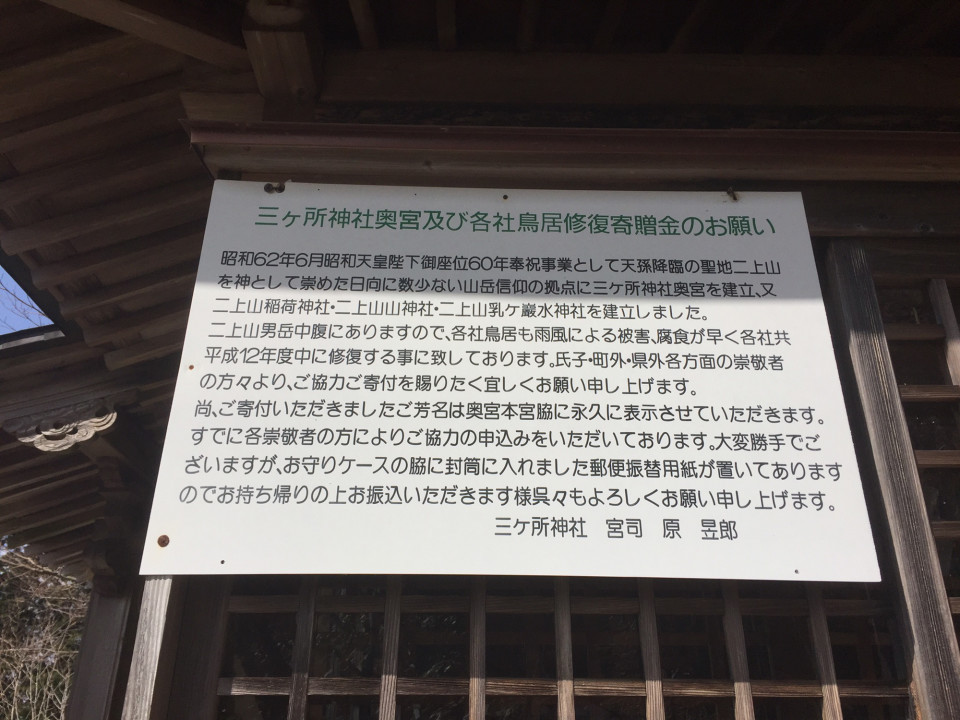 三ヶ所神社奥宮及び各社鳥居修復寄贈金のお願い
昭和62年6月昭和天皇陛下御座位60年奉祝事業として天孫降臨の聖地二上山
を神として崇めた日向に数少ない山岳信仰の拠点に三ヶ所神社奥宮を建立、又
二上山稲荷神社・二上山山神社・二上山乳ヶ巌水神社を建立しました。
二上山男岳中腹にありますので、各社鳥居も雨風による被害、腐食が早く各社共
平成12年度中に修復する事に致しております。氏子・町外・県外各方面の崇敬者
の方々より、ご協力ご寄付を賜りたく宜しくお願い申し上げます。
尚、ご寄付いただきましたご芳名は奥宮本宮脇に永久に表示させていただきます。
すでに各崇敬者の方によりご協力の申込みをいただいております。大変勝手でご
ざいますが、お守りケースの脇に封筒に入れました郵便振替用紙が置いてあります
のでお持ち帰りの上お振込いただきます様呉々もよろしくお願い申し上げます。
三ヶ所神社　宮司　原　昱郎